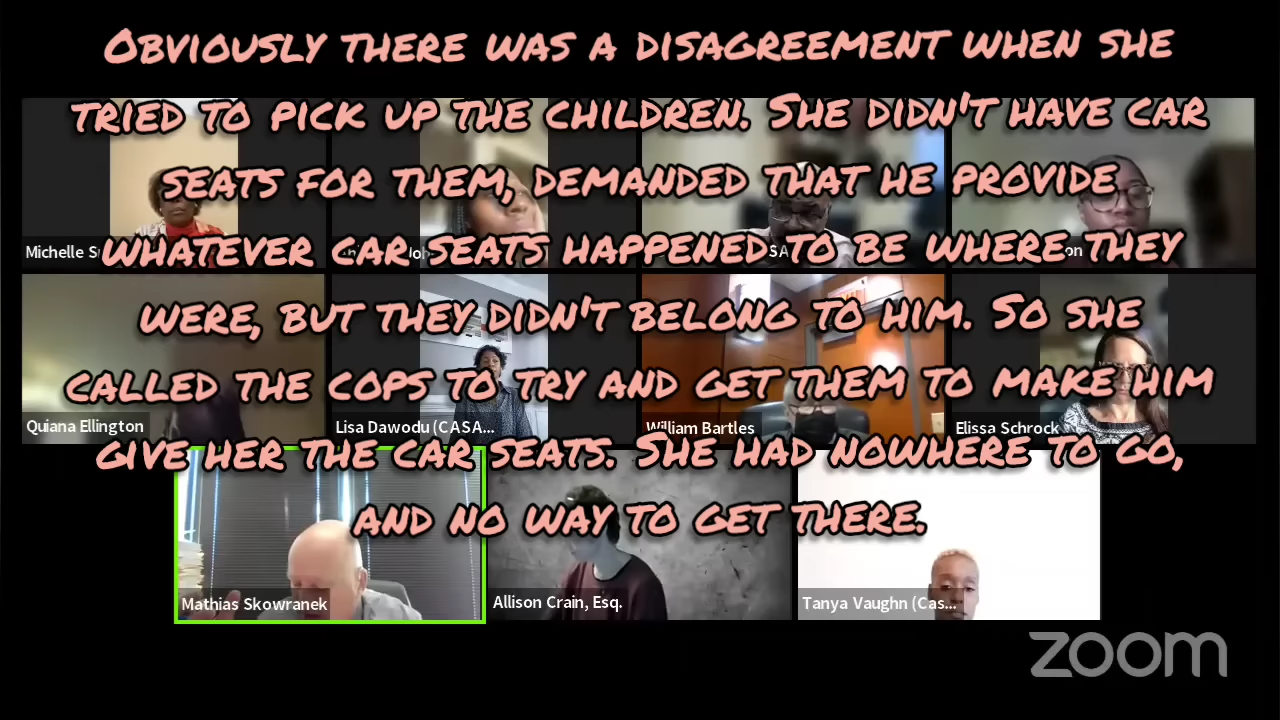 Obviously there was a disagreement when she
tried to pick up the children. She didn't have car
seats for them, demanded that he provide
whatever car seats happened to be where they
Michelle
were, but they didn't belong to him. So she
called the cops to try and get them to make him
Quiana Ellington
Lisa Dawodu (CASA...
William Bartles
Elissa Schrock
give her the car seats. She had nowhere to go,
and no way to get there.
Mathias Skowranek
Allison Crain, Esq.
Tanya Vaughn (Cas...
zoom